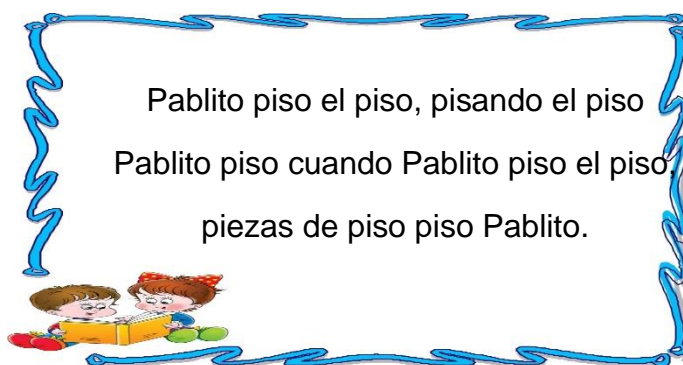 Pablito piso el piso, pisando el piso
Pablito piso cuando Pablito piso el piso,
piezas de piso piso Pablito.